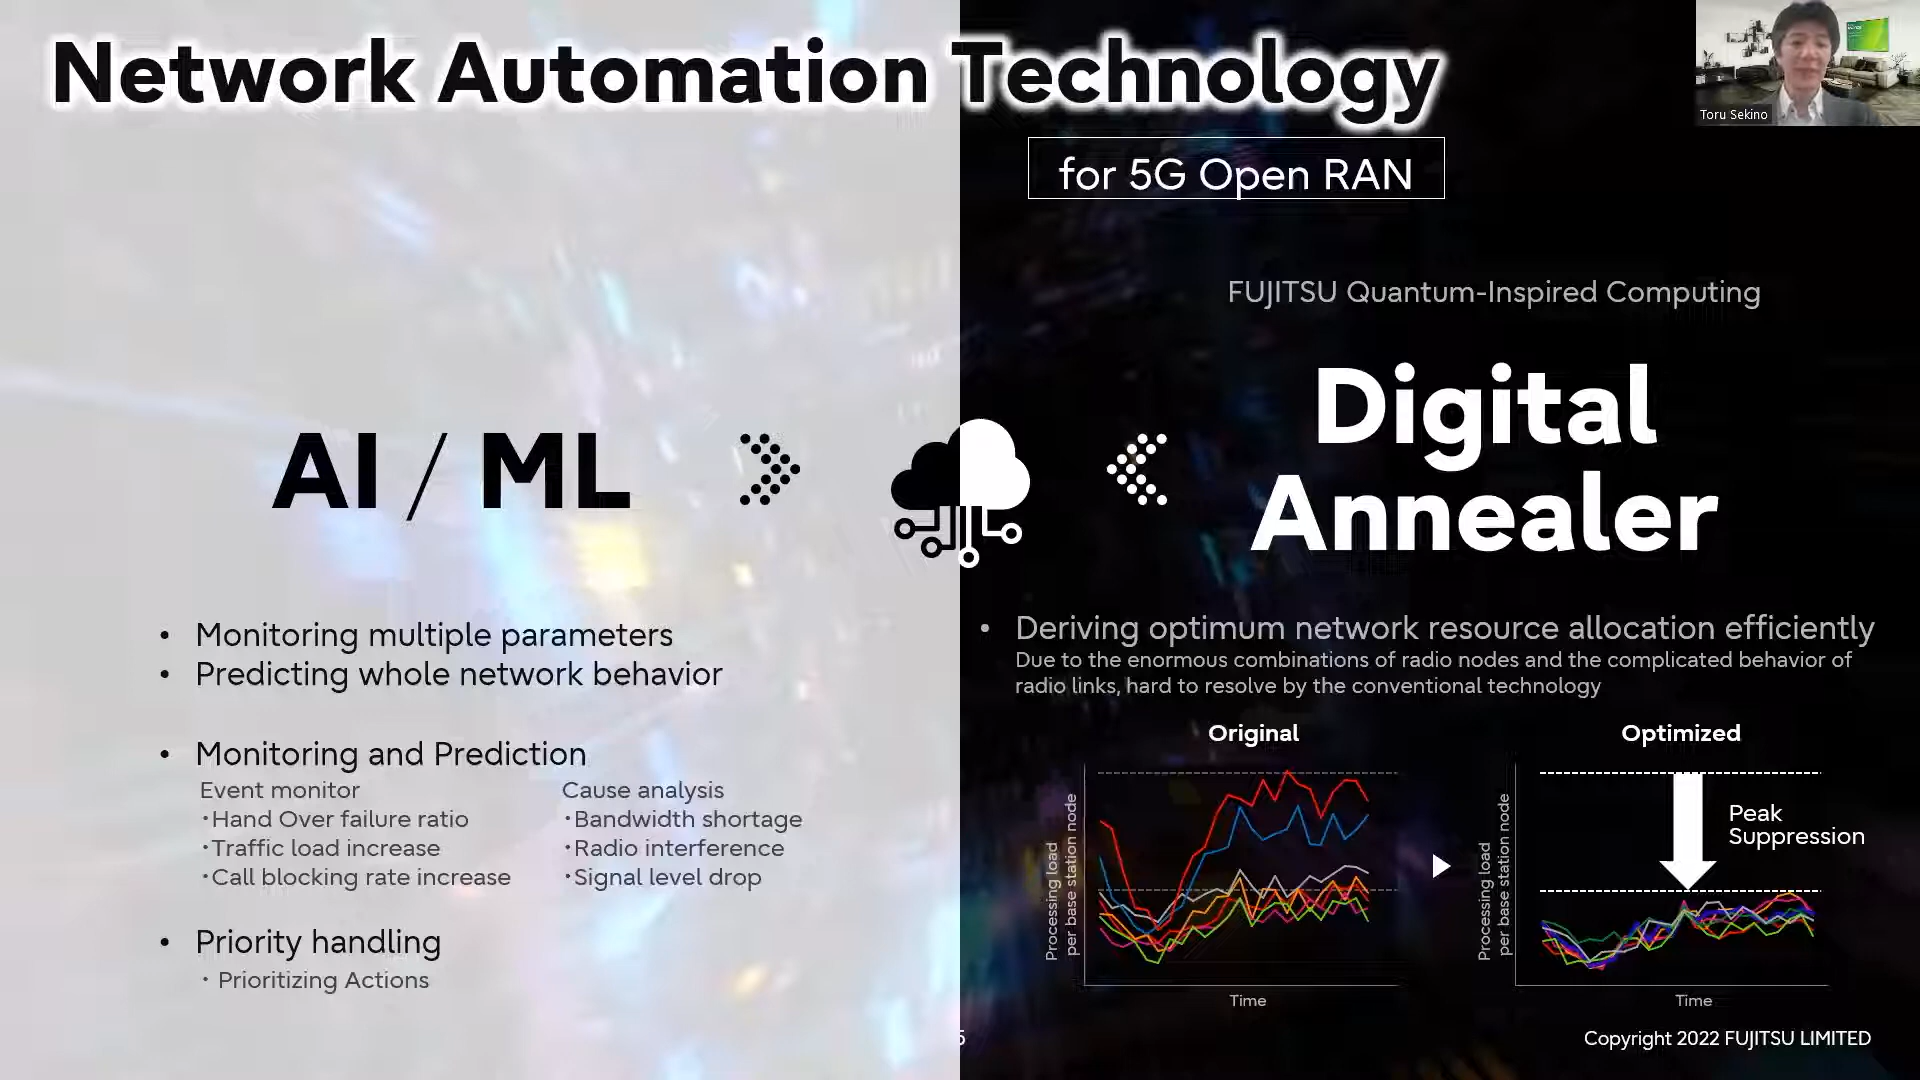 Network Automation Technology
for 5G Open RAN
Toru Sekino
AI / ML
• Monitoring multiple parameters
• Predicting whole network behavior
• Monitoring and Prediction
Event monitor
・Hand Over failure ratio
・Traffic load increase
・Call blocking rate increase
Cause analysis
・Bandwidth shortage
・Radio interference
・Signal level drop
• Priority handling
・Prioritizing Actions
FUJITSU Quantum-Inspired Computing
Digital
Annealer
• Deriving optimum network resource allocation efficiently
Due to the enormous combinations of radio nodes and the complicated behavior of
radio links, hard to resolve by the conventional technology
Original
Processing load
per base station node
Time
Optimized
Processing load
per base station node
Peak
Suppression
Time
Copyright 2022 FUJITSU LIMITED